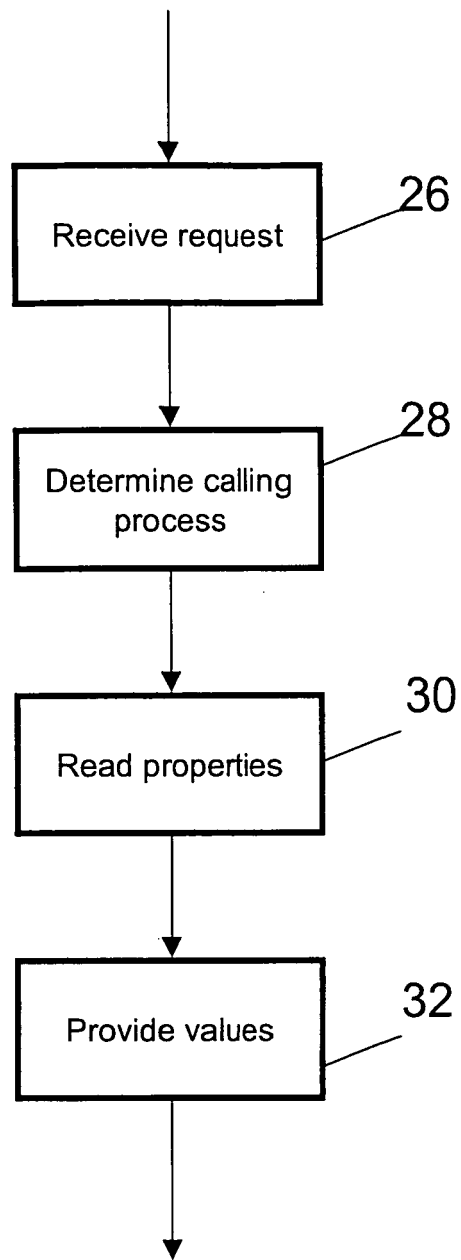 Receive request
26
Determine calling
process
28
Read properties
30
Provide values
32